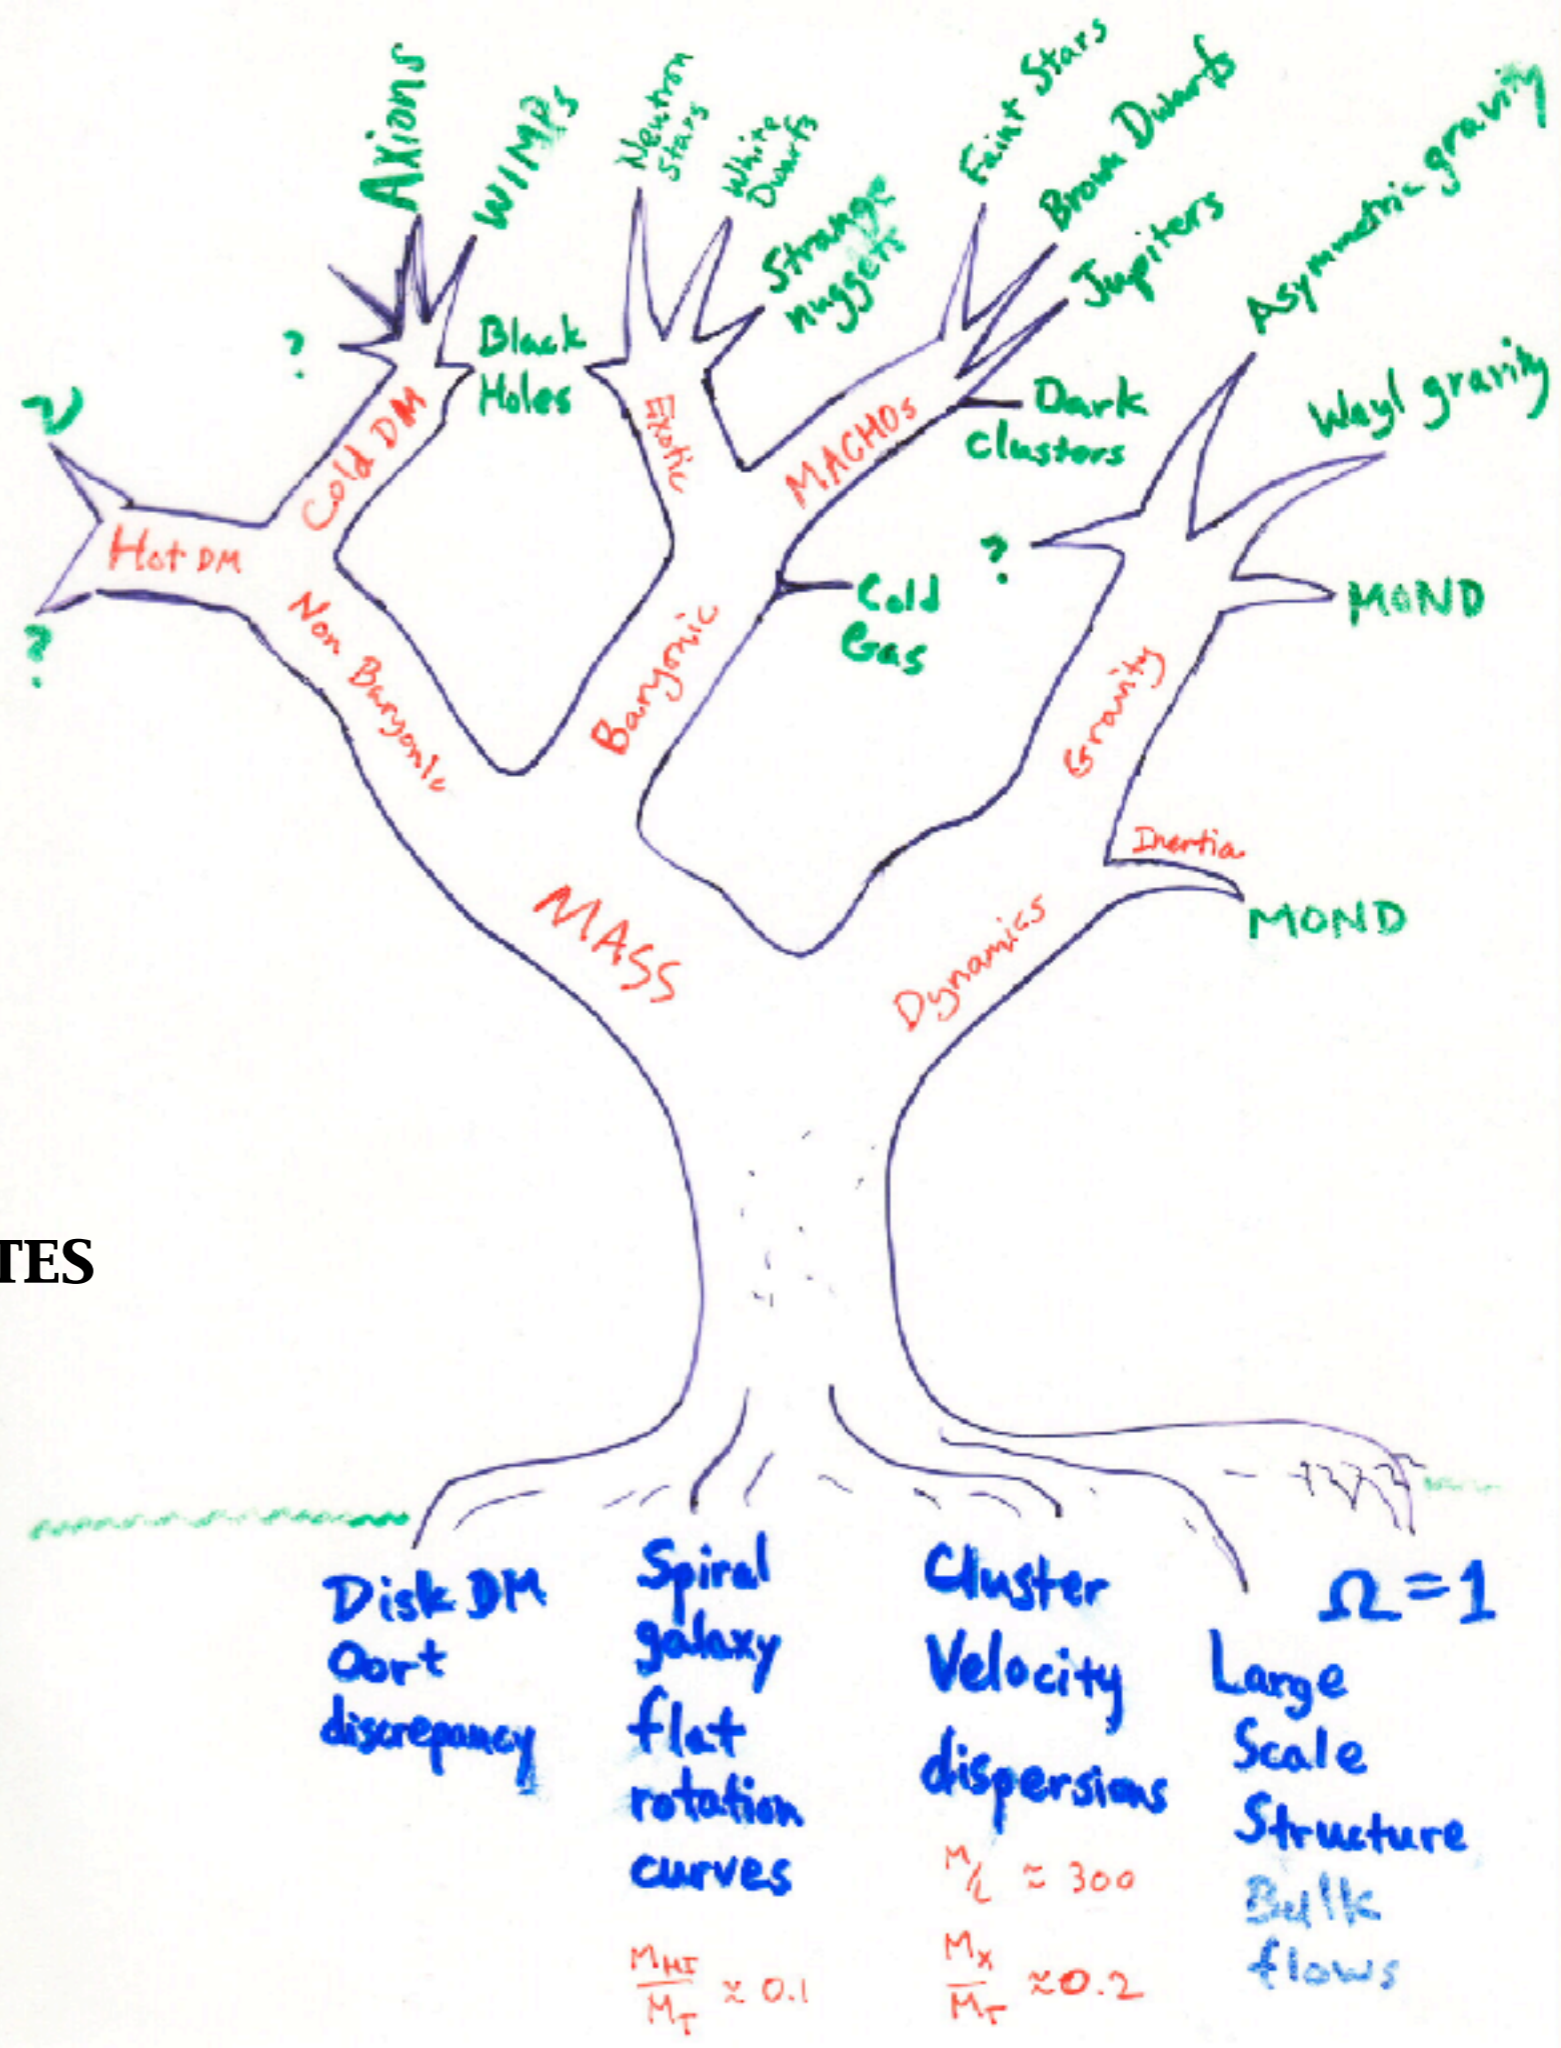 Axions
WIMPs
Neutron
Stars
White
Dwarfs
Strange
nuggets
Faint Stars
Brown Dwarfs
Jupiters
Asymmetric gravity
Weyl gravity
?
Black
Holes
ν
Cold DM
Exotic
MACHOs
Dark
clusters
Hot DM
?
?
Cold
Gas
MOND
Non Baryonic
Baryonic
Gravity
Inertia
MOND
MASS
Dynamics
TES
Disk DM
Oort
discrepancy
Spiral
galaxy
flat
rotation
curves
M_HI / M_T ≈ 0.1
Cluster
Velocity
dispersions
M/L ≈ 300
M_X / M_T ≈ 0.2
Ω = 1
Large
Scale
Structure
Bulk
flows